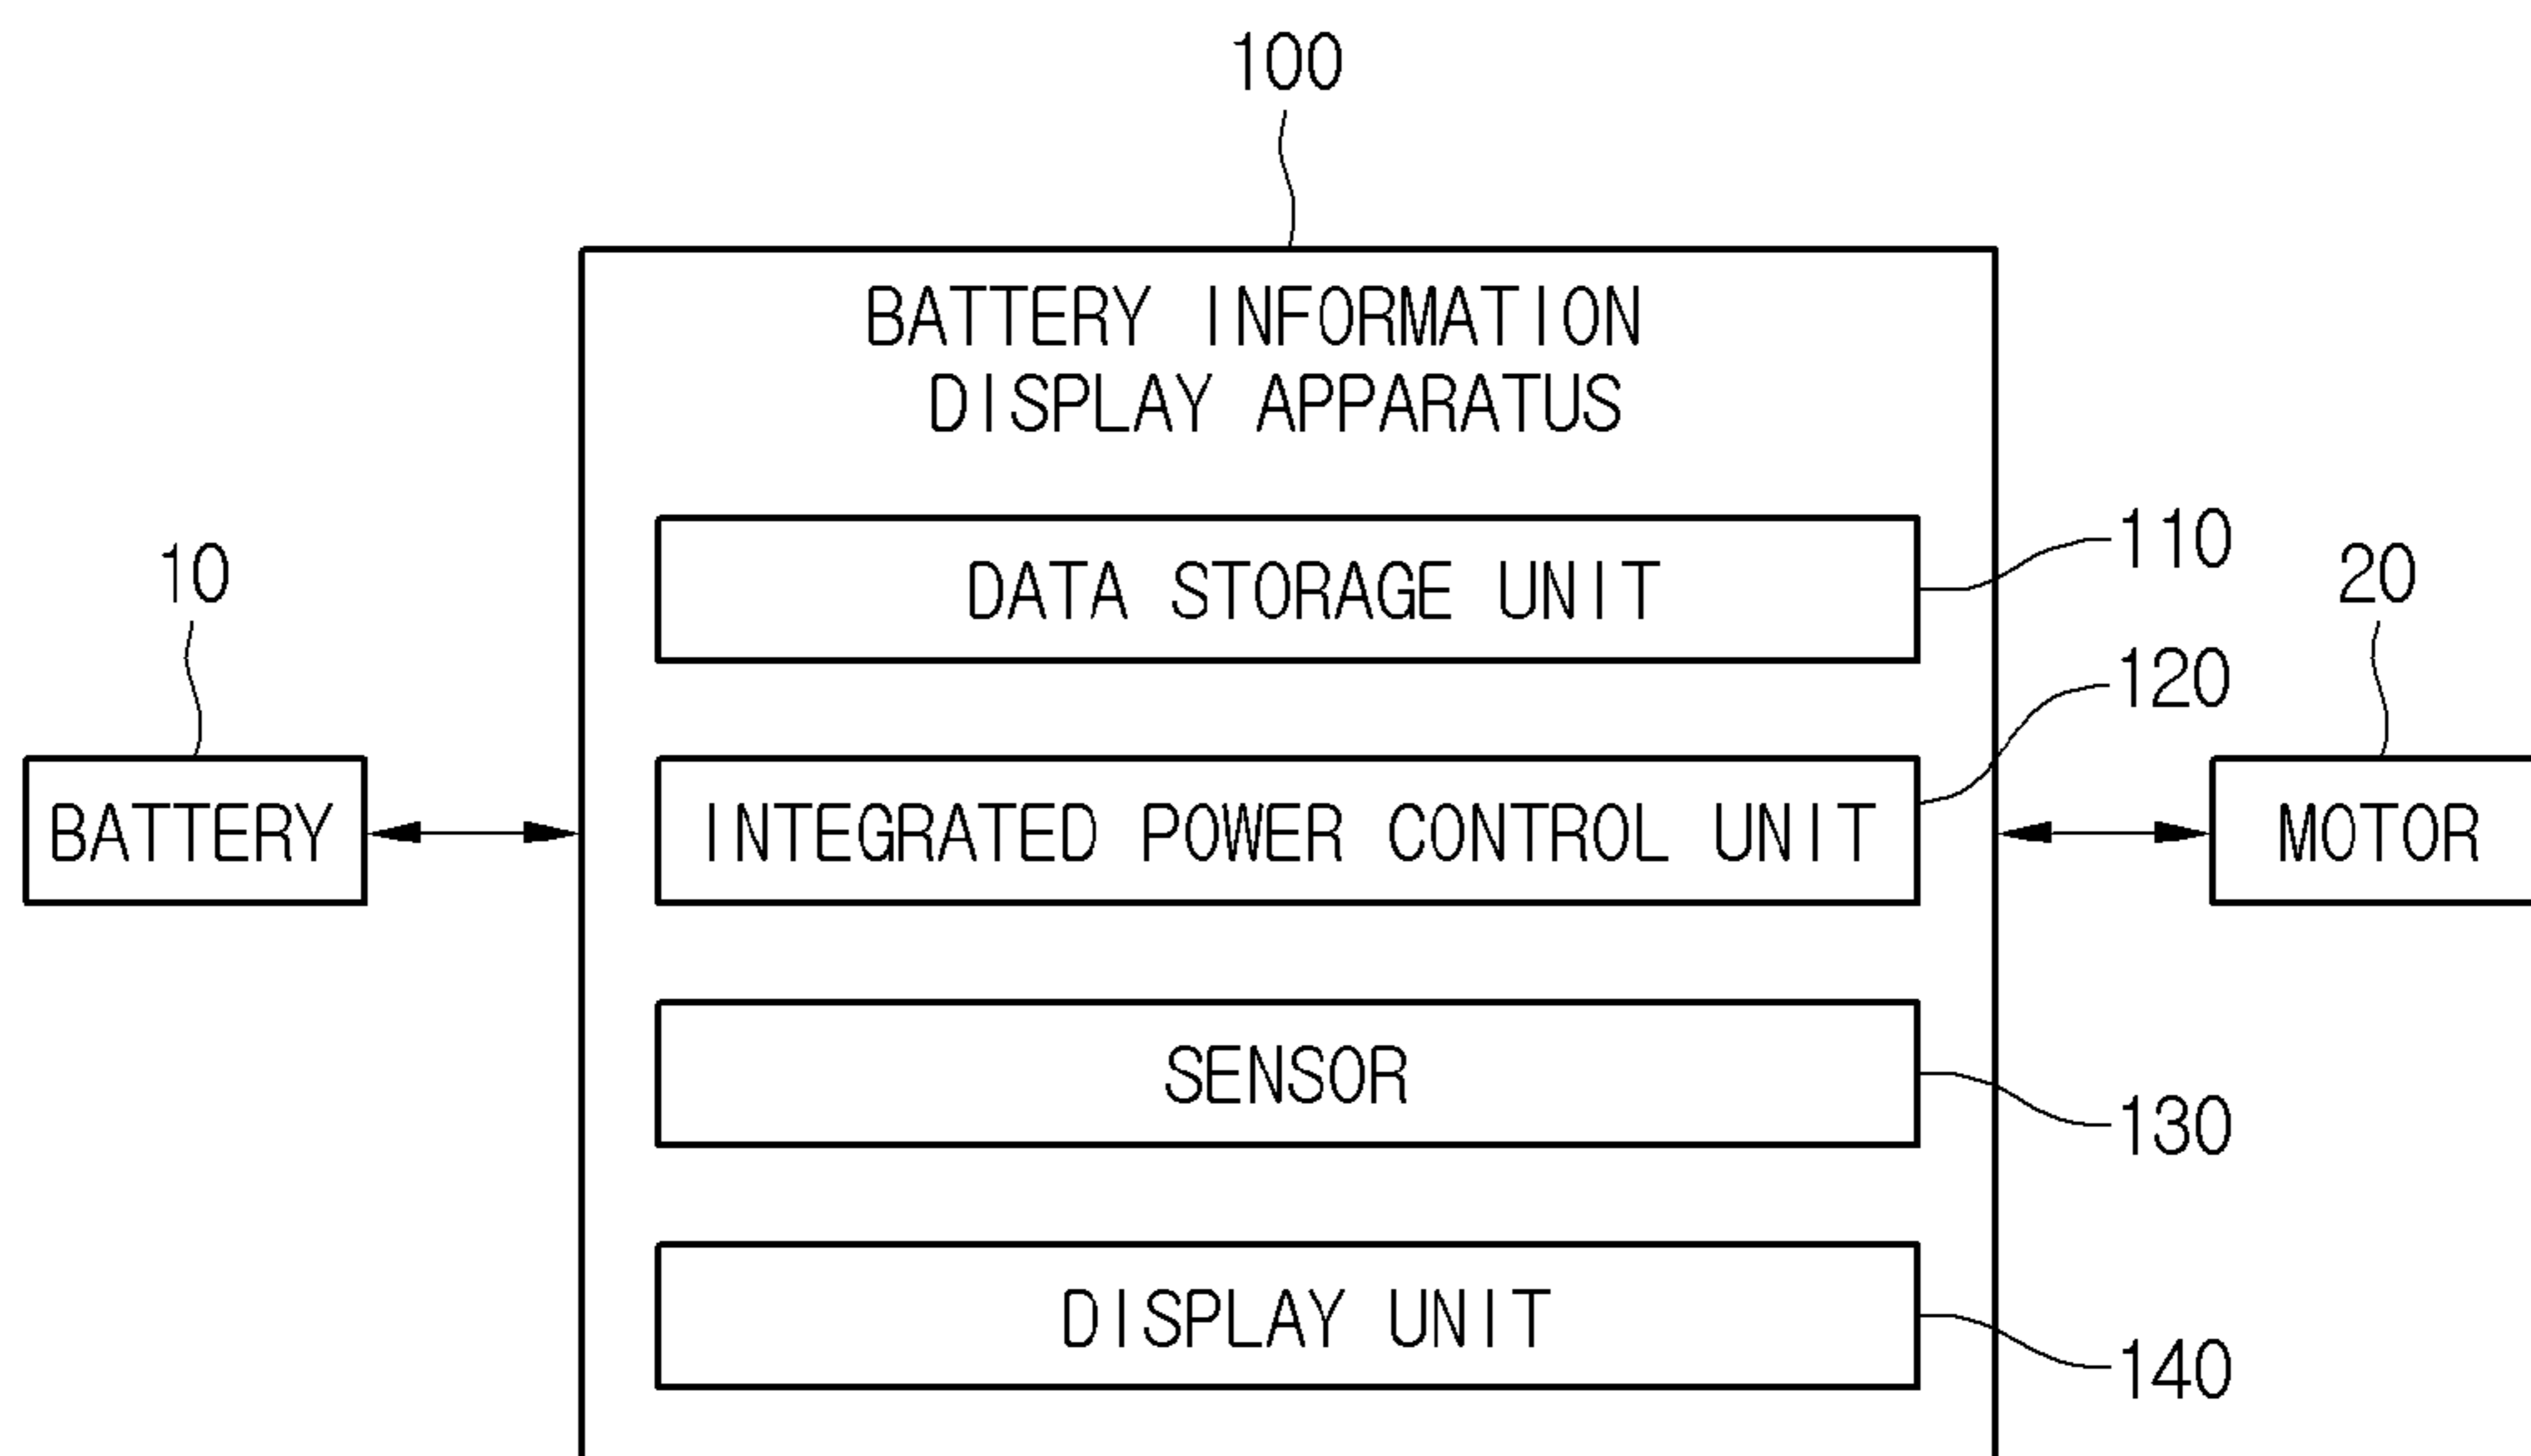 100
BATTERY INFORMATION
DISPLAY APPARATUS
110
DATA STORAGE UNIT
10
20
120
BATTERY
INTEGRATED POWER CONTROL UNIT
MOTOR
SENSOR
130
DISPLAY UNIT
140